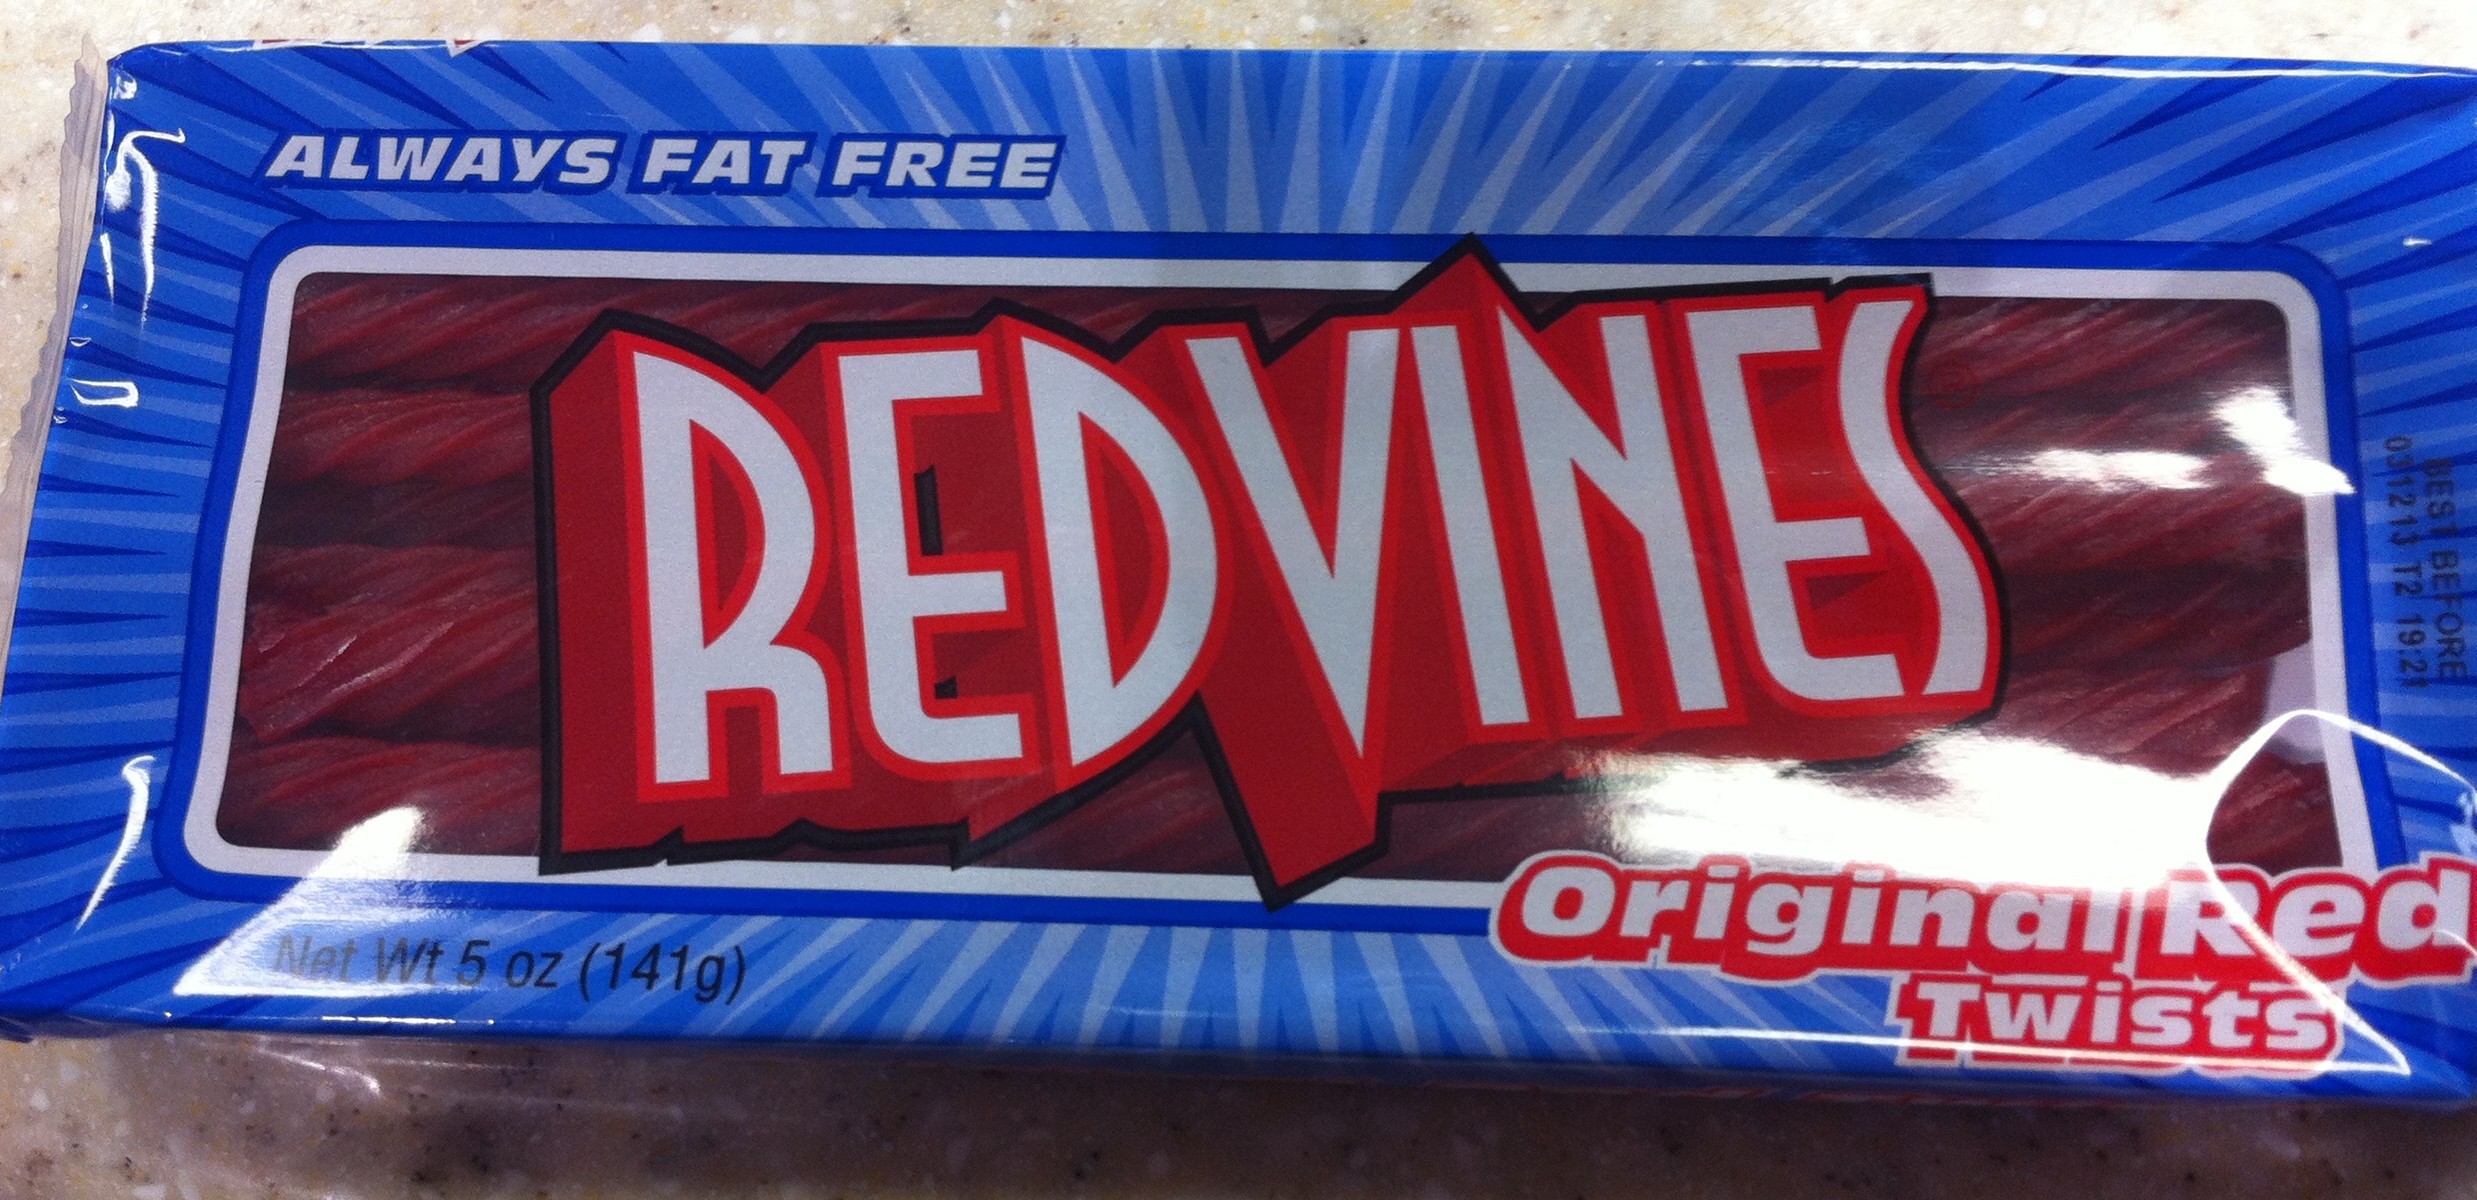 ALWAYS FAT FREE
REDVINES
®
Original Red
Twists
Net Wt 5 oz (141g)
BEST BEFORE
031213 T2 19:21